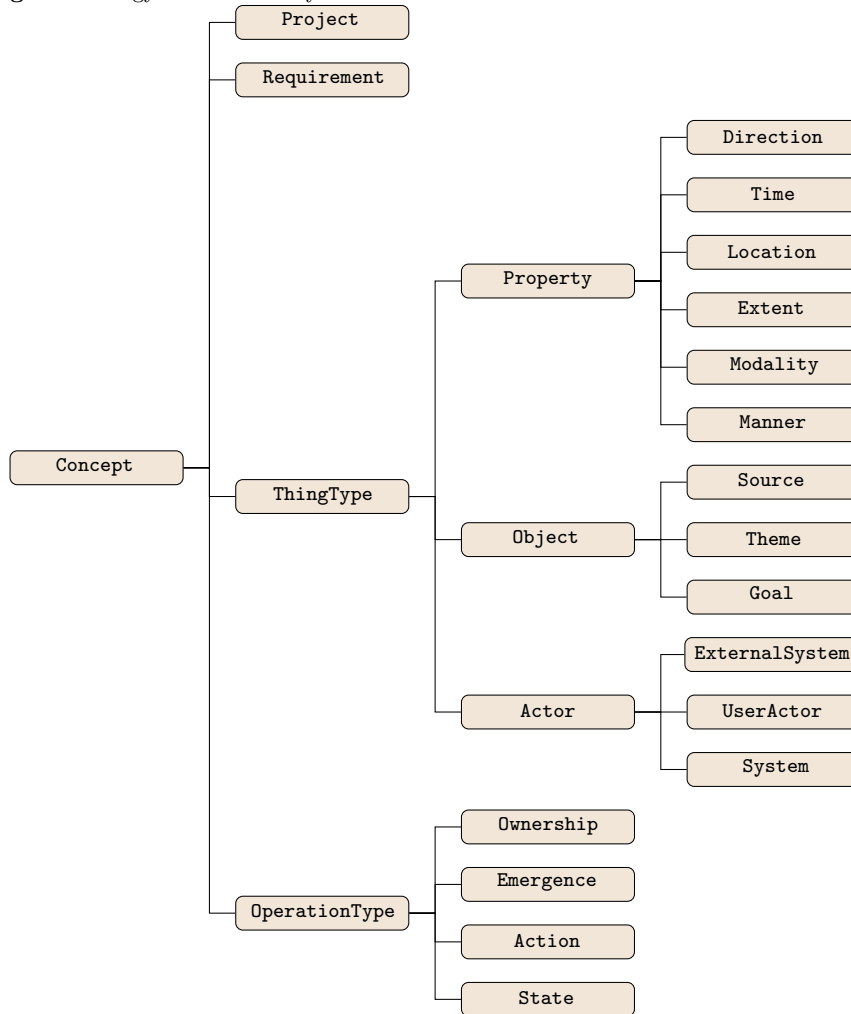 Project
Requirement
Direction
Time
Location
Property
Extent
Modality
Manner
Concept
ThingType
Source
Object
Theme
Goal
ExternalSystem
Actor
UserActor
System
Ownership
Emergence
OperationType
Action
State